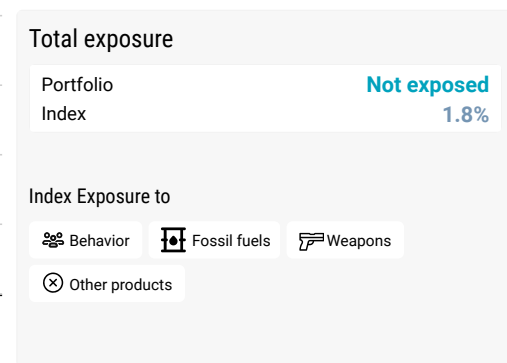 Total exposure
Portfolio Not exposed
Index 1.8%
Index Exposure to
Behavior Fossil fuels Weapons
Other products